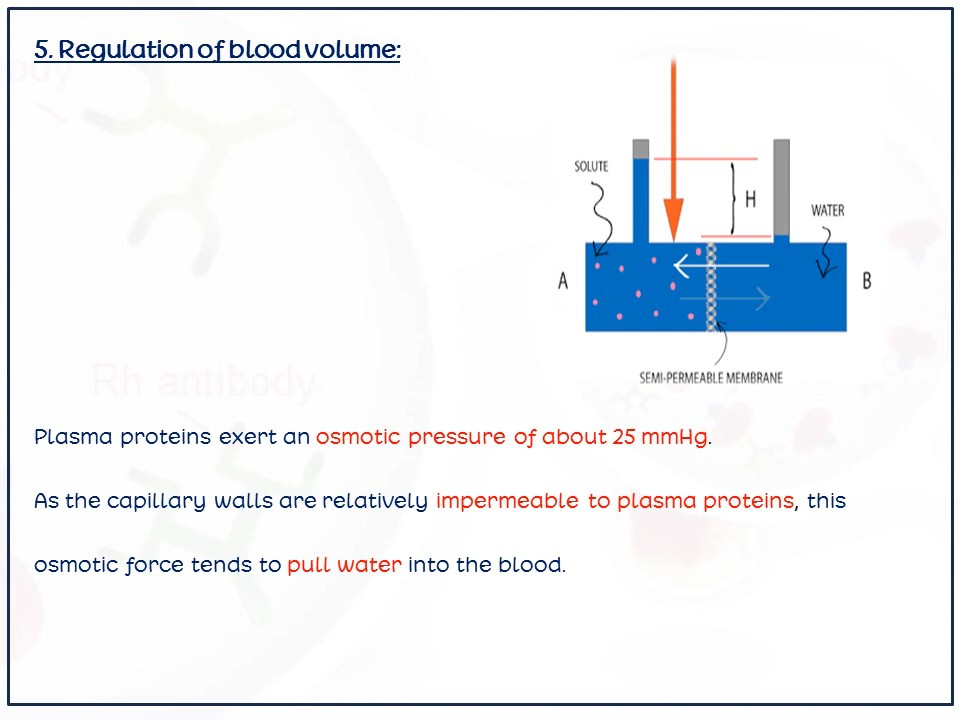 5. Regulation of blood volume:
SOLUTE
H
WATER
A
B
SEMI-PERMEABLE MEMBRANE
Rh antibody
Plasma proteins exert an osmotic pressure of about 25 mmHg.
As the capillary walls are relatively impermeable to plasma proteins, this
osmotic force tends to pull water into the blood.